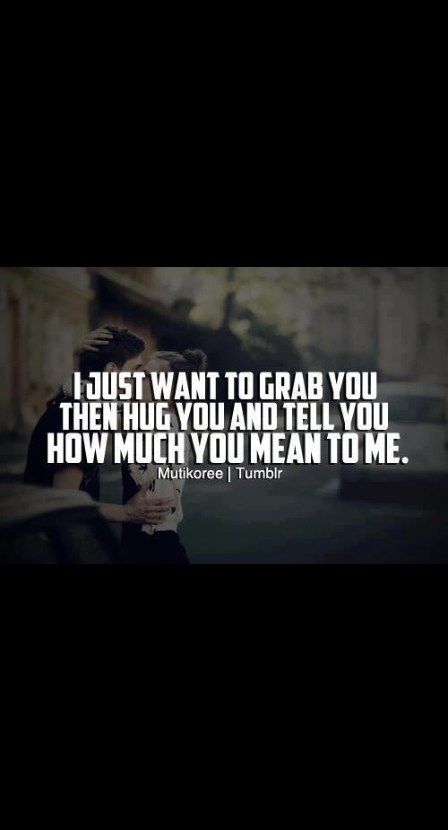 I JUST WANT TO GRAB YOU
THEN HUG YOU AND TELL YOU
HOW MUCH YOU MEAN TO ME.
Mutikoree | Tumblr